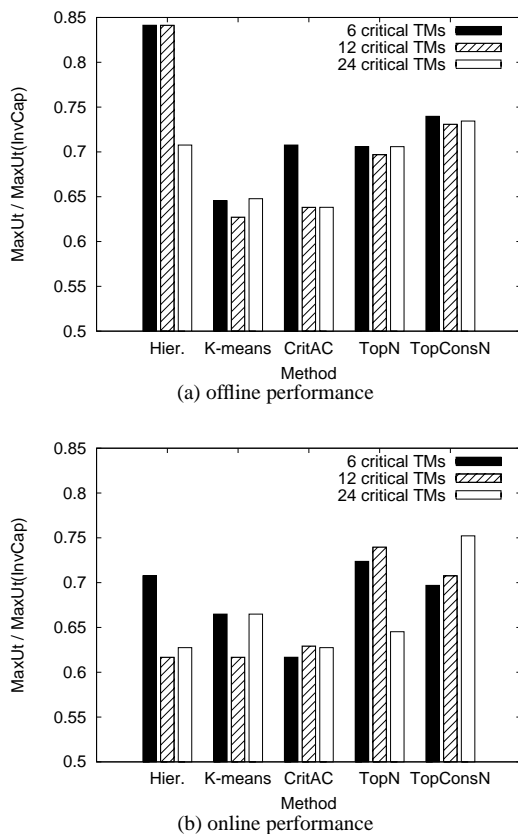 0.85
0.8
0.75
0.7
0.65
0.6
0.55
0.5
MaxUt / MaxUt(InvCap)
6 critical TMs
12 critical TMs
24 critical TMs
Hier. K-means CritAC TopN TopConsN
Method
(a) offline performance
0.85
0.8
0.75
0.7
0.65
0.6
0.55
0.5
MaxUt / MaxUt(InvCap)
6 critical TMs
12 critical TMs
24 critical TMs
Hier. K-means CritAC TopN TopConsN
Method
(b) online performance